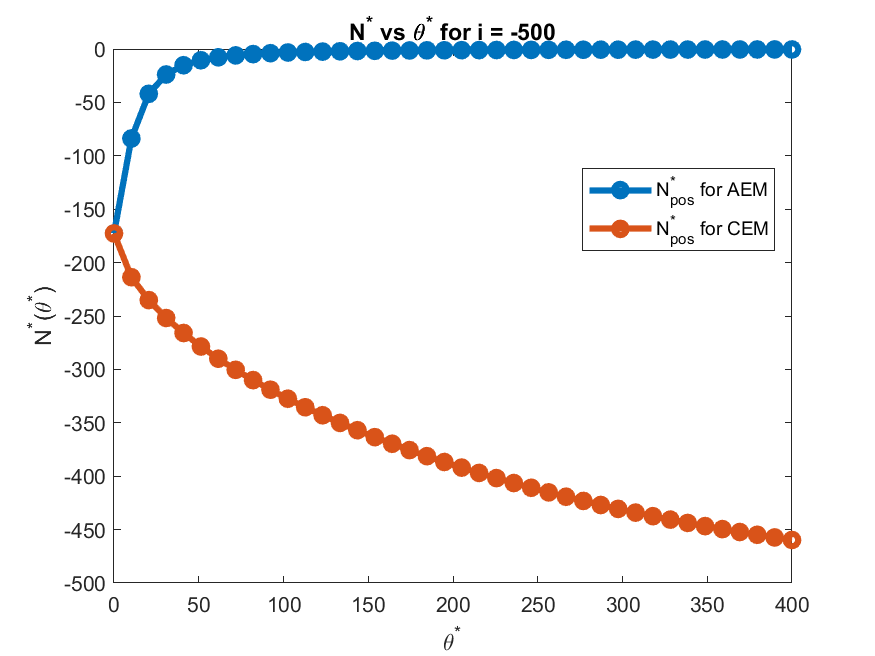 N* vs θ* for i = -500
0
-50
-100
-150
-200
-250
-300
-350
-400
-450
-500
N*(θ*)
N*pos for AEM
N*pos for CEM
0 50 100 150 200 250 300 350 400
θ*